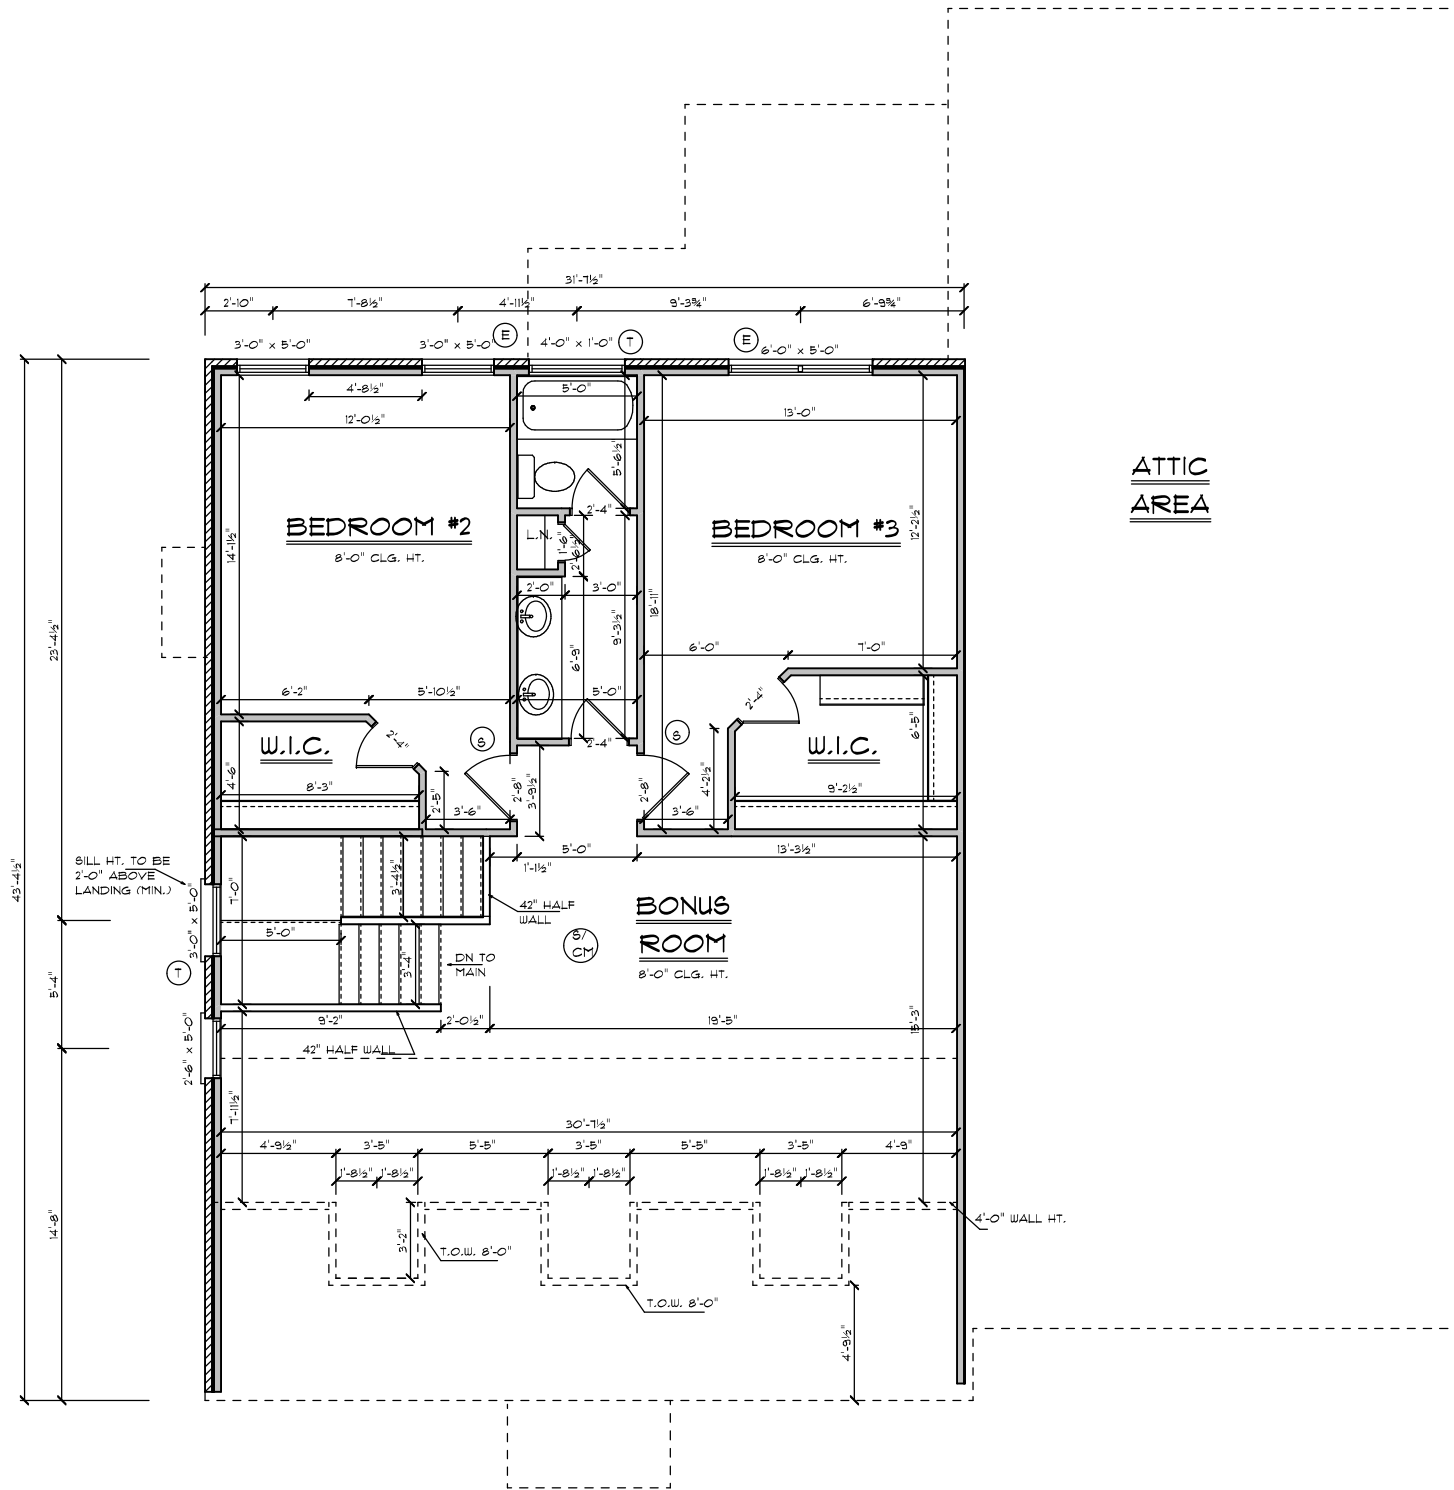 31'-7½"
2'-10"
7'-8½"
4'-11½"
9'-3¾"
6'-9¾"
E
T
E
3'-0" x 5'-0"
3'-0" x 5'-0"
4'-0" x 1'-0"
6'-0" x 5'-0"
4'-8½"
5'-0"
12'-0½"
13'-0"
5'-6½"
ATTIC
AREA
2'-4"
BEDROOM #2
8'-0" CLG. HT.
14'-1½"
L.N.
1'-6"
2'-6½"
BEDROOM #3
8'-0" CLG. HT.
12'-2½"
2'-0"
3'-0"
18'-11"
9'-3½"
23'-4½"
6'-9"
6'-0"
7'-0"
6'-2"
5'-10½"
5'-0"
2'-4"
W.I.C.
2'-4"
S
2'-4"
S
W.I.C.
6'-5"
4'-6"
8'-3"
2'-5"
3'-6"
2'-8"
3'-9½"
2'-8"
3'-6"
4'-2½"
9'-2½"
43'-4½"
SILL HT. TO BE
2'-0" ABOVE
LANDING (MIN.)
7'-0"
3'-4½"
1'-1½"
5'-0"
13'-3½"
42" HALF
WALL
BONUS
ROOM
8'-0" CLG. HT.
S/
CM
3'-0" x 5'-0"
5'-0"
3'-4"
DN TO
MAIN
T
5'-4"
9'-2"
2'-0½"
19'-5"
15'-3"
2'-6" x 5'-0"
42" HALF WALL
7'-11½"
30'-7½"
4'-9½"
3'-5"
5'-5"
3'-5"
5'-5"
3'-5"
4'-9"
1'-8½"
1'-8½"
1'-8½"
1'-8½"
1'-8½"
1'-8½"
14'-8"
3'-2"
T.O.W. 8'-0"
4'-0" WALL HT.
T.O.W. 8'-0"
4'-9½"